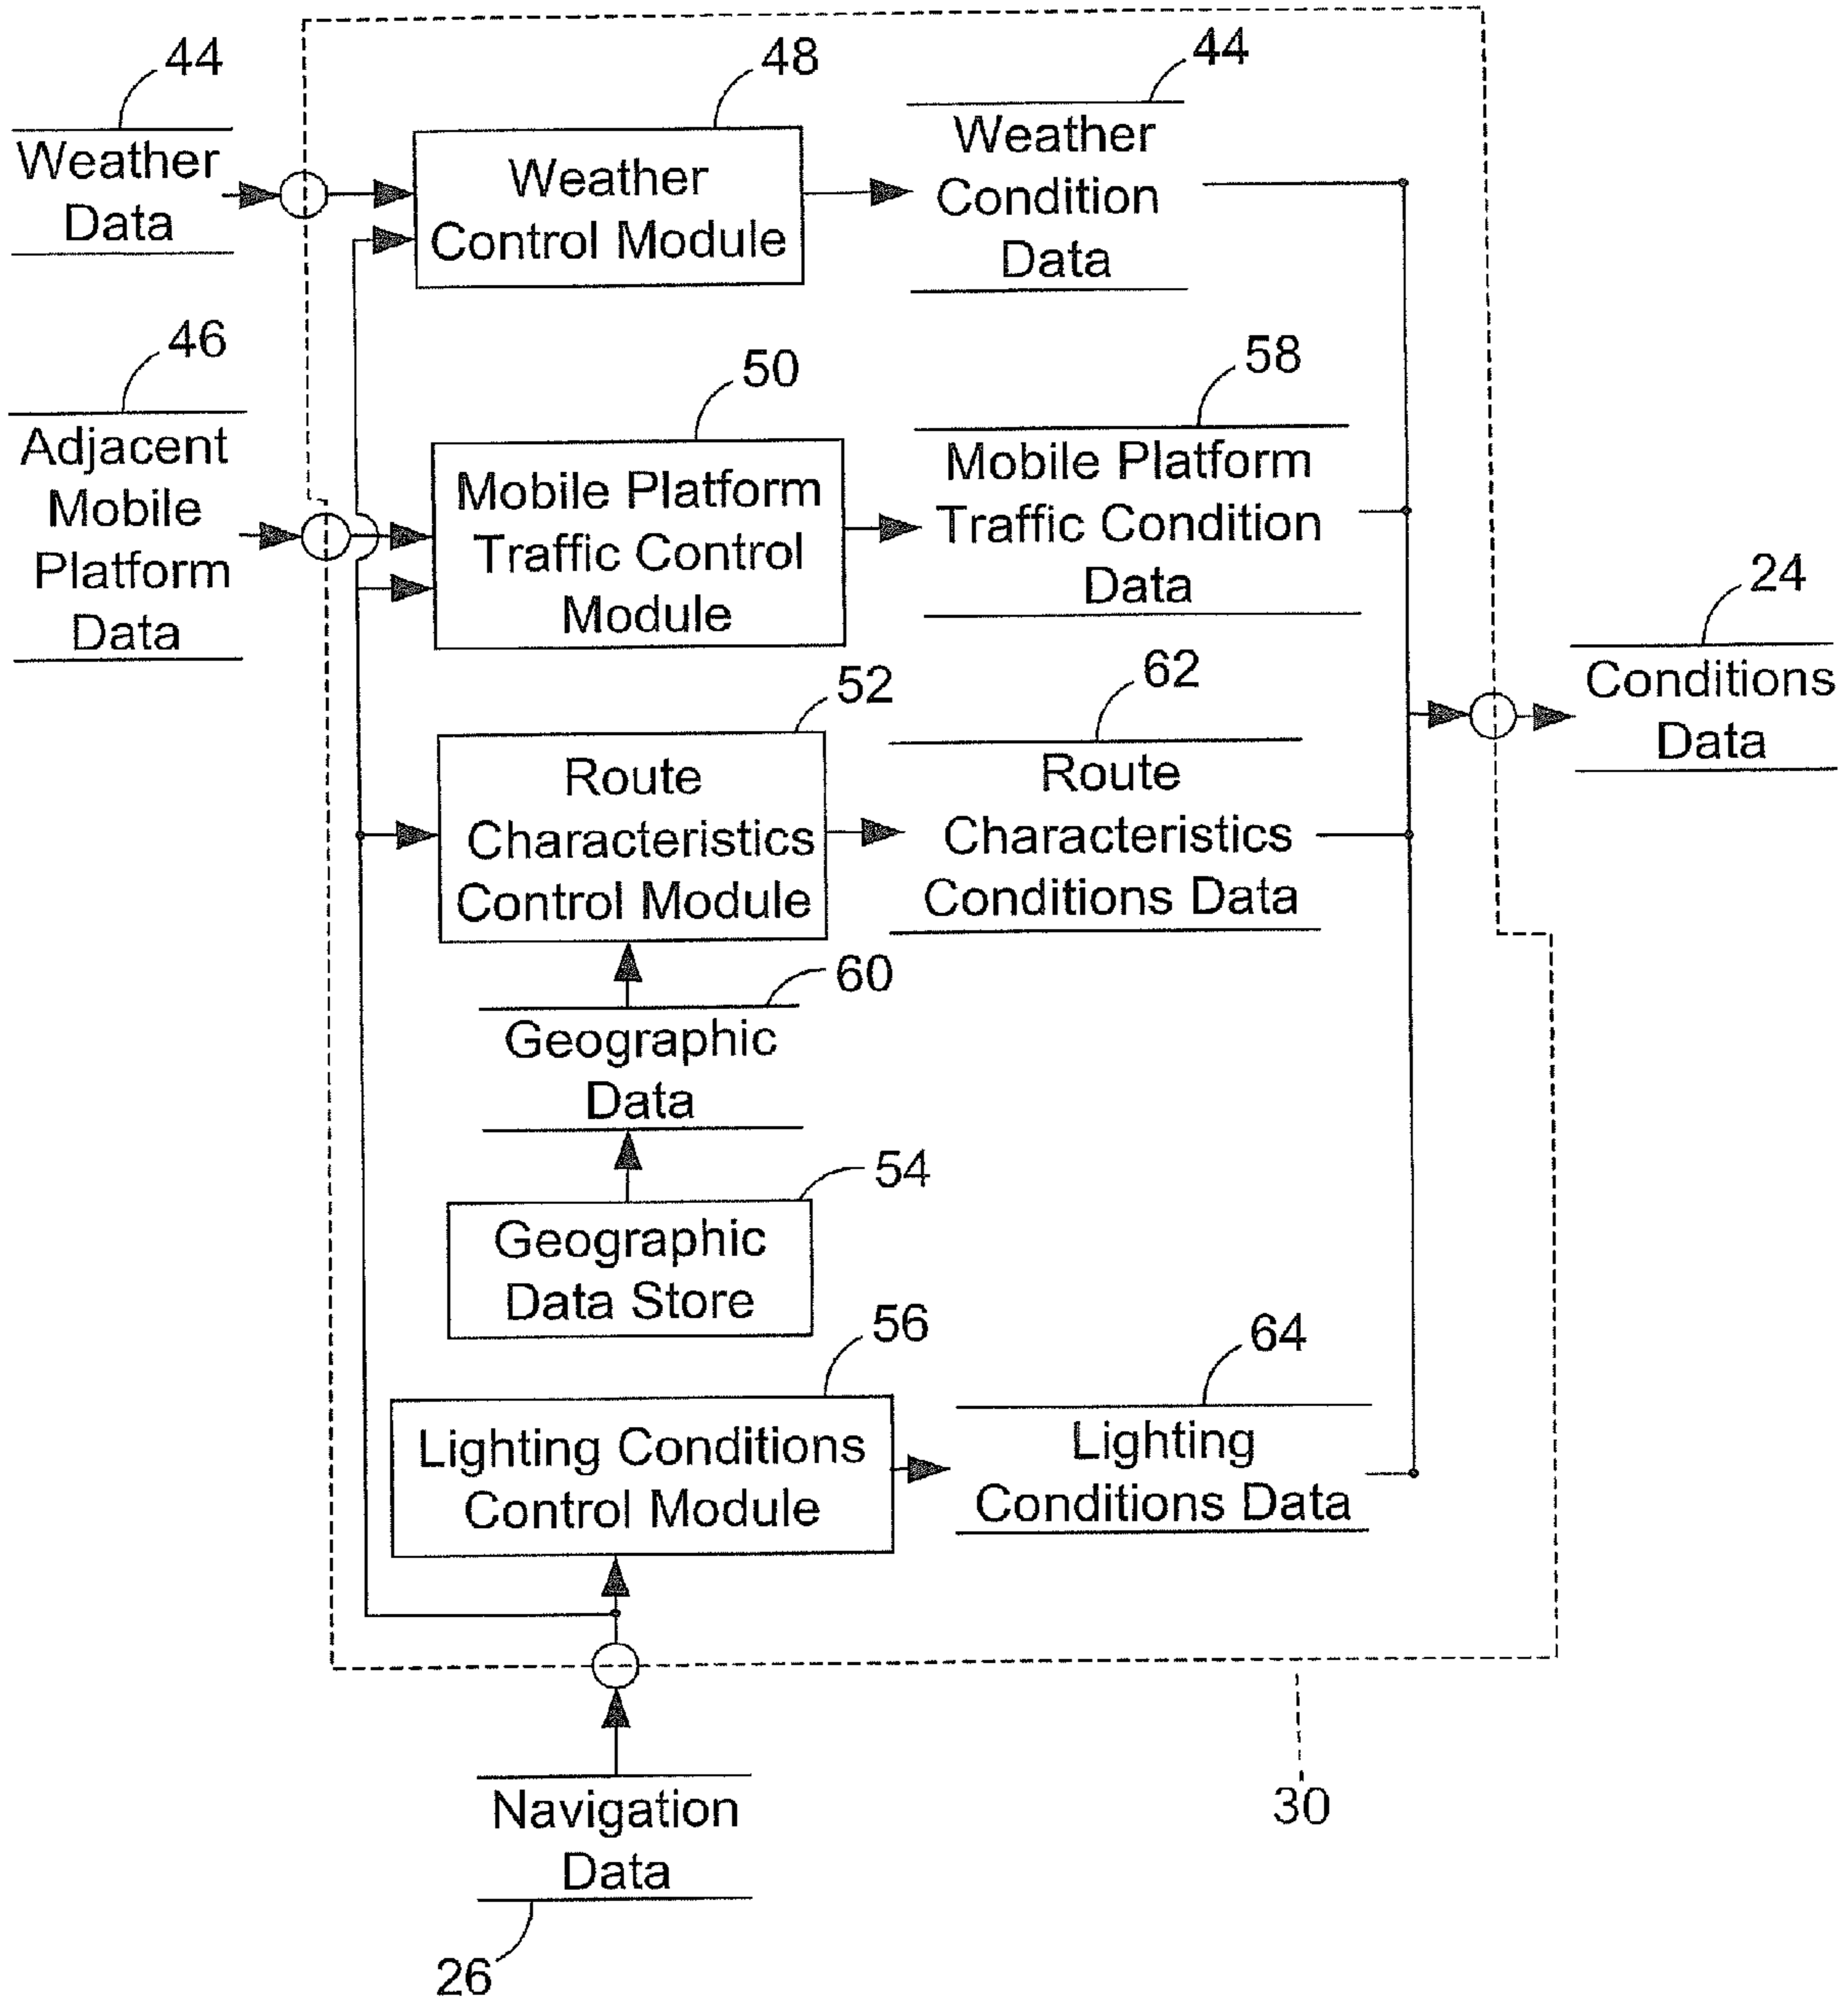 44
Weather
Data
48
Weather
Control Module
44
Weather
Condition
Data
46
Adjacent
Mobile
Platform
Data
50
Mobile Platform
Traffic Control
Module
58
Mobile Platform
Traffic Condition
Data
24
Conditions
Data
52
Route
Characteristics
Control Module
62
Route
Characteristics
Conditions Data
60
Geographic
Data
54
Geographic
Data Store
56
Lighting Conditions
Control Module
64
Lighting
Conditions Data
30
Navigation
Data
26